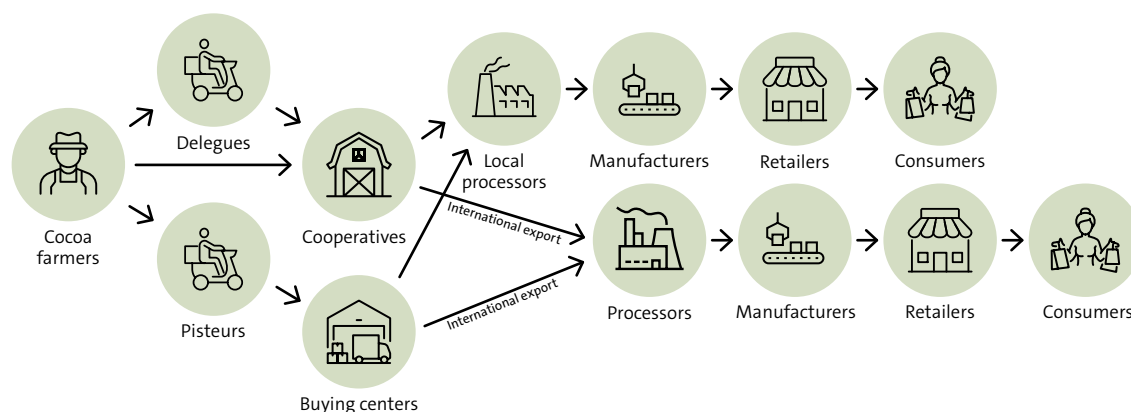 Delegues
Cocoa
farmers
Pisteurs
Cooperatives
Buying centers
Local
processors
Manufacturers
Retailers
Consumers
International export
International export
Processors
Manufacturers
Retailers
Consumers